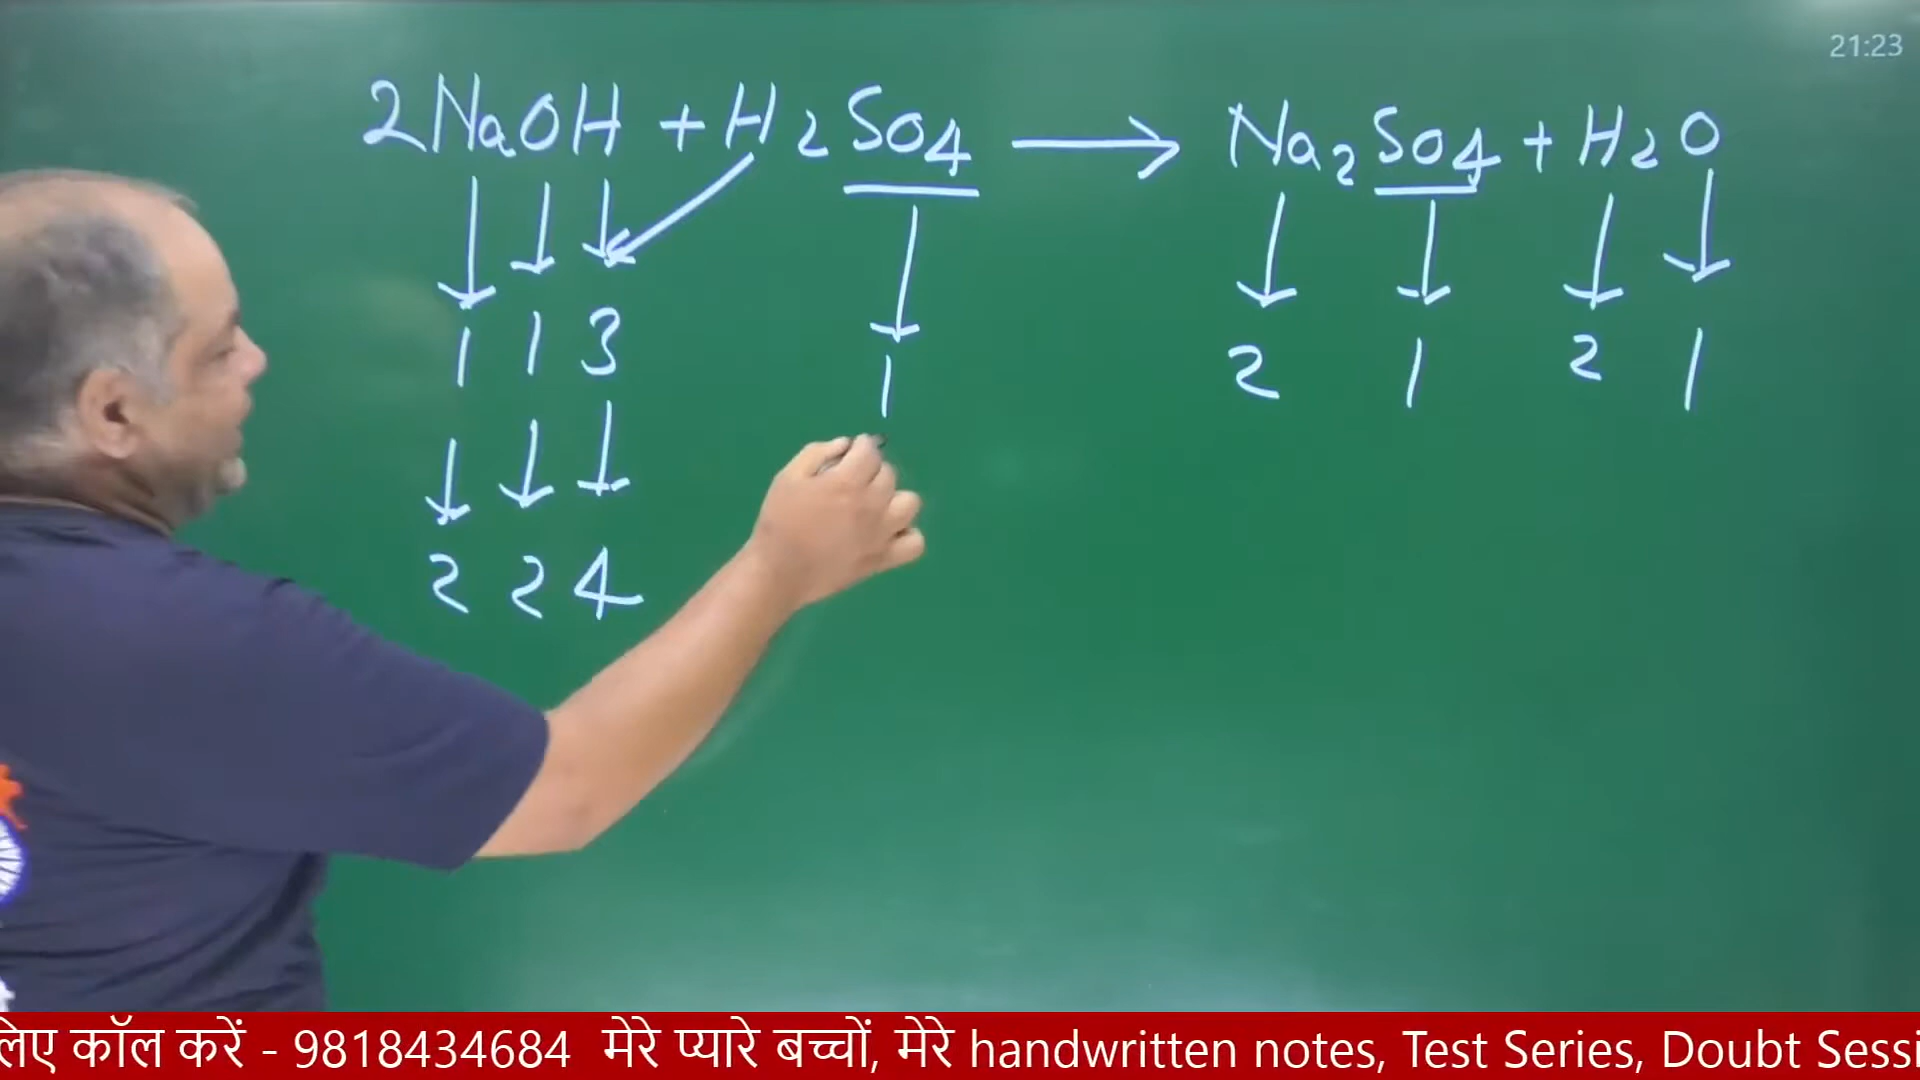 21:23
2NaOH + H2SO4 → Na2SO4 + H2O
1 1 3 1 2 1 2 1
2 2 4
लिए कॉल करें - 9818434684 मेरे प्यारे बच्चों, मेरे handwritten notes, Test Series, Doubt